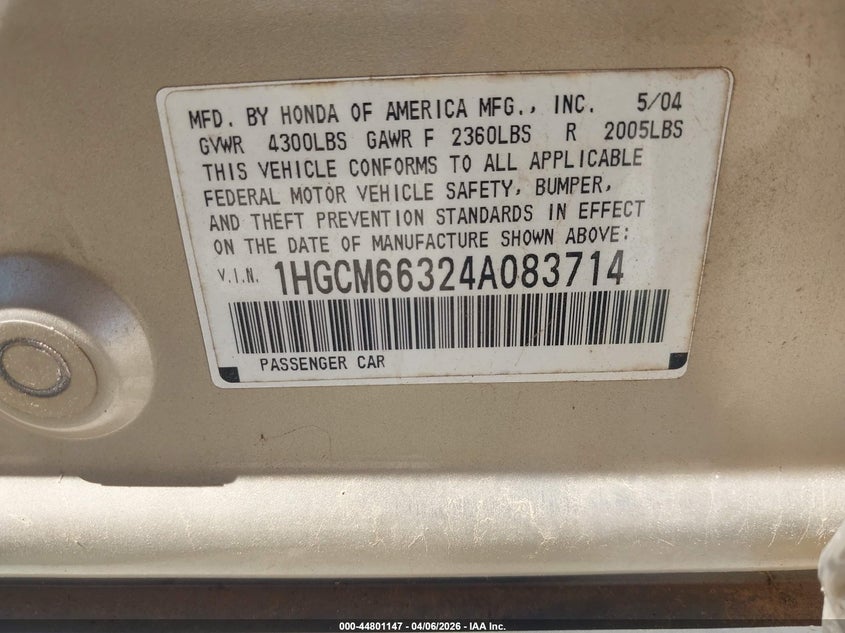 MFD. BY HONDA OF AMERICA MFG., INC. 5/04
GVWR 4300LBS GAWR F 2360LBS R 2005LBS
THIS VEHICLE CONFORMS TO ALL APPLICABLE
FEDERAL MOTOR VEHICLE SAFETY, BUMPER,
AND THEFT PREVENTION STANDARDS IN EFFECT
ON THE DATE OF MANUFACTURE SHOWN ABOVE:
V.I.N. 1HGCM66324A083714
PASSENGER CAR
000-44801147 - 04/06/2026 - IAA Inc.